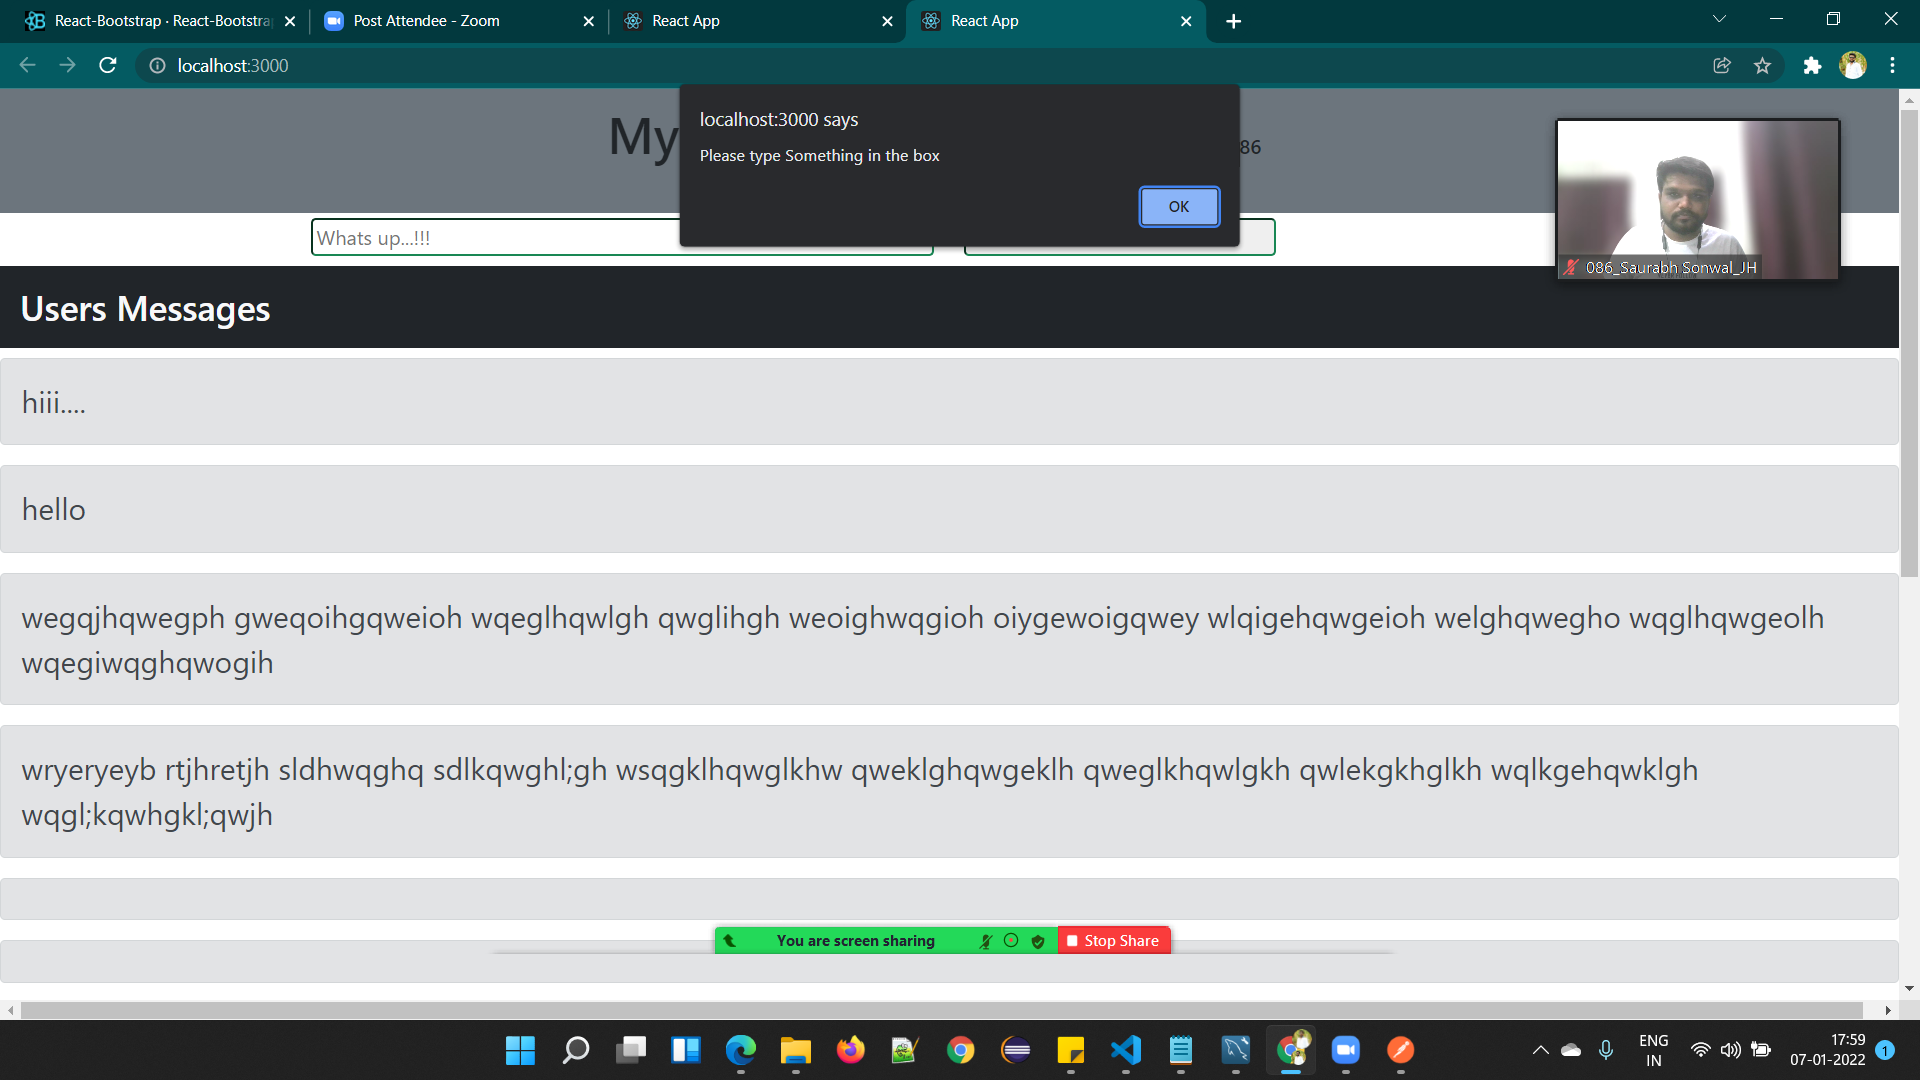 React-Bootstrap · React-Bootstra
Post Attendee - Zoom
React App
React App
localhost:3000
localhost:3000 says
Please type Something in the box
OK
My
86
Whats up...!!!
086_Saurabh Sonwal_JH
Users Messages
hiii....
hello
wegqjhqwegph gweqoihgqweioh wqeglhqwlgh qwglihgh weoighwqgioh oiygewoigqwey wlqigehqwgeioh welghqwegho wqglhqwgeolh
wqegiwqghqwogih
wryeryeyb rtjhretjh sldhwqghq sdlkqwghl;gh wsqgklhqwglkhw qweklghqwgeklh qweglkhqwlgkh qwlekgkhglkh wqlkgehqwklgh
wqgl;kqwhgkl;qwjh
You are screen sharing
Stop Share
ENG
IN
17:59
07-01-2022
1